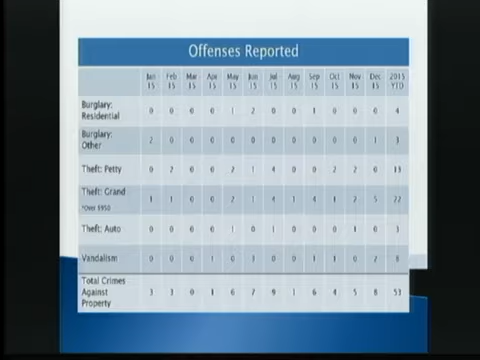 Offenses Reported
Jan 15 Feb 15 Mar 15 Apr 15 May 15 Jun 15 Jul 15 Aug 15 Sep 15 Oct 15 Nov 15 Dec 15 2015 YTD
Burglary: Residential 0 0 0 0 1 2 0 0 1 0 0 0 4
Burglary: Other 2 0 0 0 0 0 0 0 0 0 0 1 3
Theft: Petty 0 2 0 0 2 1 4 0 0 2 2 0 13
Theft: Grand *Over $950 1 1 0 0 2 1 4 1 4 1 2 5 22
Theft: Auto 0 0 0 0 1 0 1 0 0 0 1 0 3
Vandalism 0 0 0 1 0 3 0 0 1 1 0 2 8
Total Crimes Against Property 3 3 0 1 6 7 9 1 6 4 5 8 53